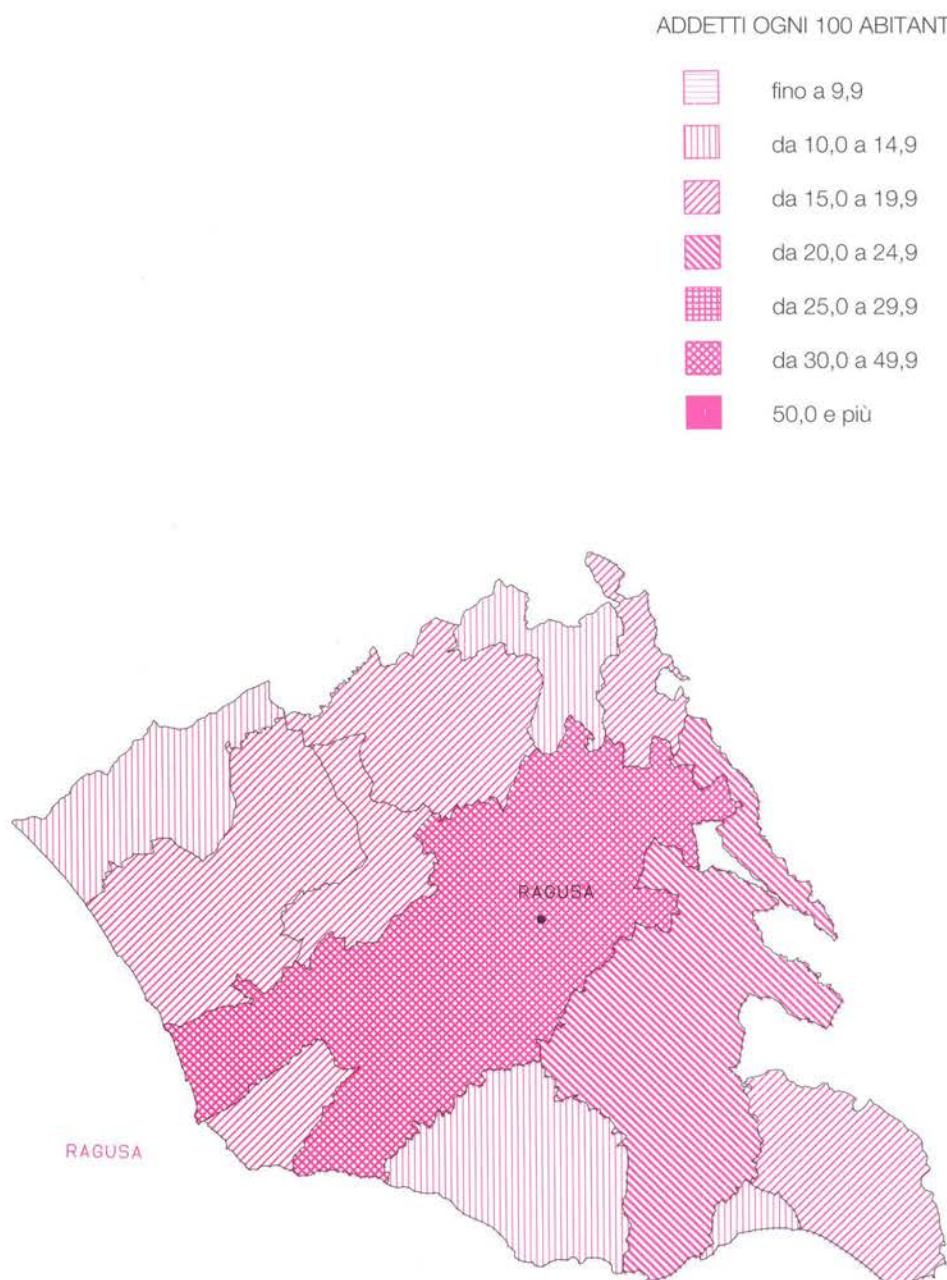 ADDETTI OGNI 100 ABITANT
fino a 9,9
da 10,0 a 14,9
da 15,0 a 19,9
da 20,0 a 24,9
da 25,0 a 29,9
da 30,0 a 49,9
50,0 e più
RAGUSA
RAGUSA